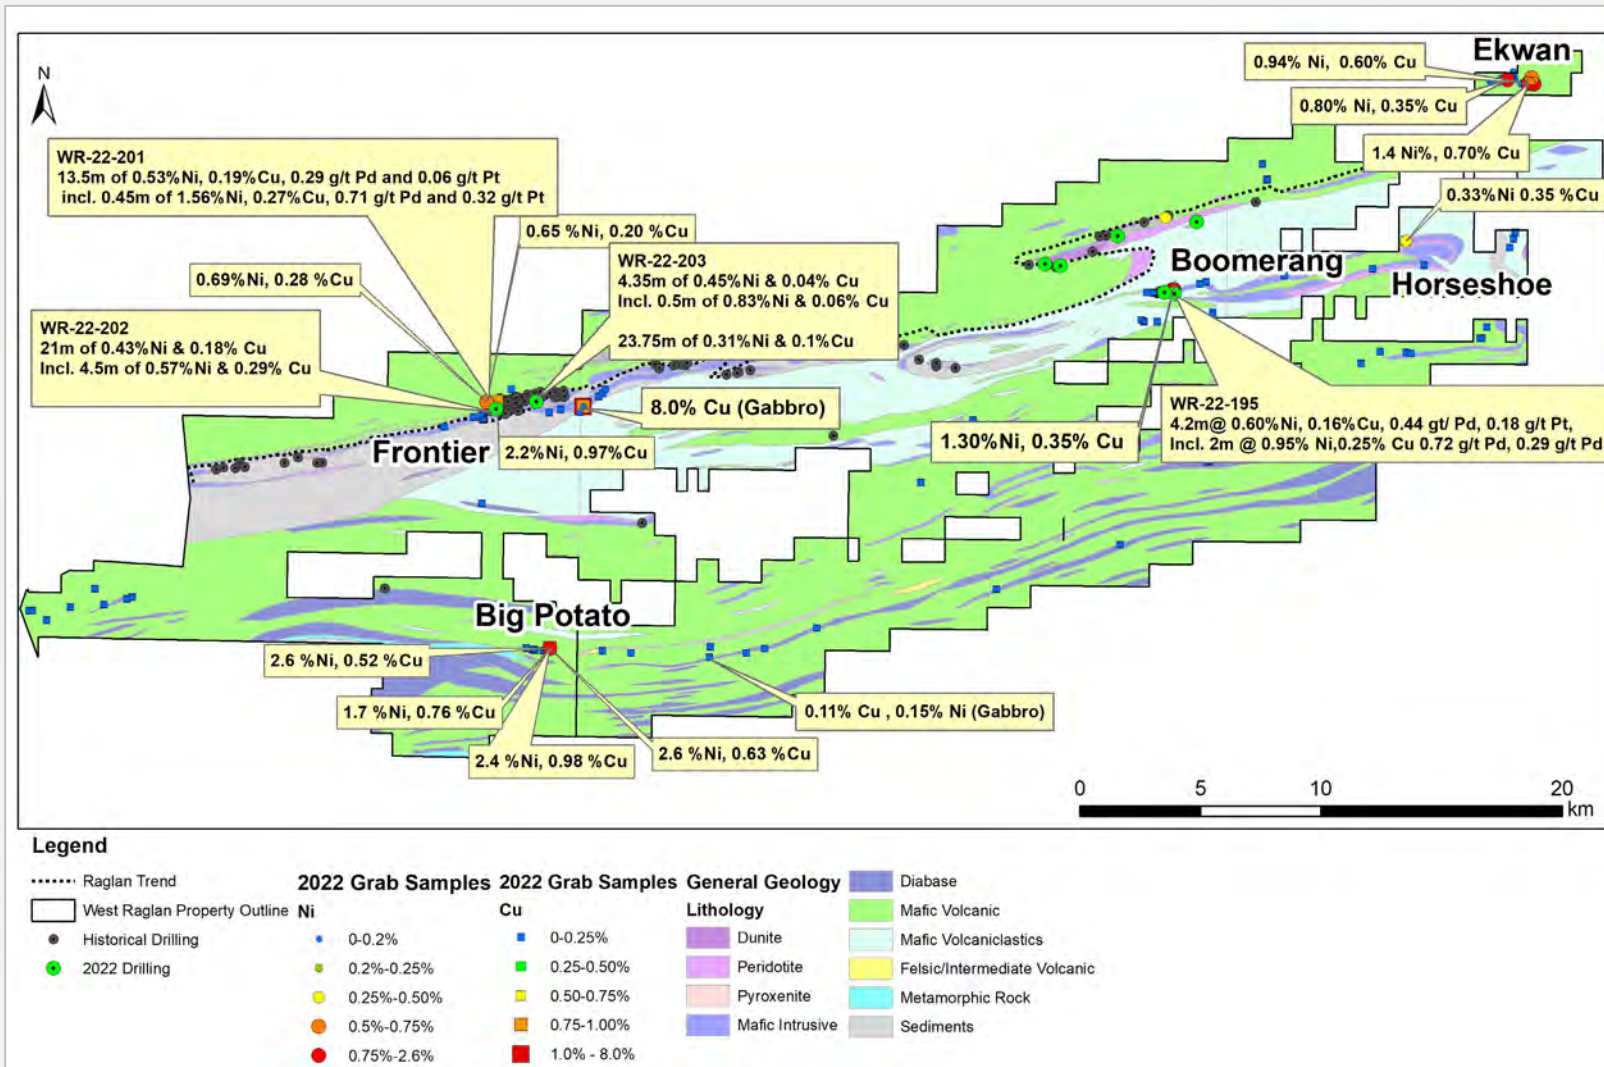 Ekwan
0.94% Ni, 0.60% Cu
0.80% Ni, 0.35% Cu
1.4 Ni%, 0.70% Cu
0.33%Ni 0.35 %Cu
N
WR-22-201
13.5m of 0.53%Ni, 0.19%Cu, 0.29 g/t Pd and 0.06 g/t Pt
incl. 0.45m of 1.56%Ni, 0.27%Cu, 0.71 g/t Pd and 0.32 g/t Pt
0.65 %Ni, 0.20 %Cu
0.69%Ni, 0.28 %Cu
WR-22-203
4.35m of 0.45%Ni & 0.04% Cu
Incl. 0.5m of 0.83%Ni & 0.06% Cu
23.75m of 0.31%Ni & 0.1%Cu
Boomerang
Horseshoe
WR-22-202
21m of 0.43%Ni & 0.18% Cu
Incl. 4.5m of 0.57%Ni & 0.29% Cu
8.0% Cu (Gabbro)
WR-22-195
4.2m@ 0.60%Ni, 0.16%Cu, 0.44 gt/ Pd, 0.18 g/t Pt,
Incl. 2m @ 0.95% Ni,0.25% Cu 0.72 g/t Pd, 0.29 g/t Pd
1.30%Ni, 0.35% Cu
Frontier
2.2%Ni, 0.97%Cu
Big Potato
2.6 %Ni, 0.52 %Cu
1.7 %Ni, 0.76 %Cu
0.11% Cu , 0.15% Ni (Gabbro)
2.4 %Ni, 0.98 %Cu
2.6 %Ni, 0.63 %Cu
0 5 10 20
km
Legend
Raglan Trend
West Raglan Property Outline
Historical Drilling
2022 Drilling
2022 Grab Samples
Ni
0-0.2%
0.2%-0.25%
0.25%-0.50%
0.5%-0.75%
0.75%-2.6%
2022 Grab Samples
Cu
0-0.25%
0.25-0.50%
0.50-0.75%
0.75-1.00%
1.0% - 8.0%
General Geology
Lithology
Dunite
Peridotite
Pyroxenite
Mafic Intrusive
Diabase
Mafic Volcanic
Mafic Volcaniclastics
Felsic/Intermediate Volcanic
Metamorphic Rock
Sediments